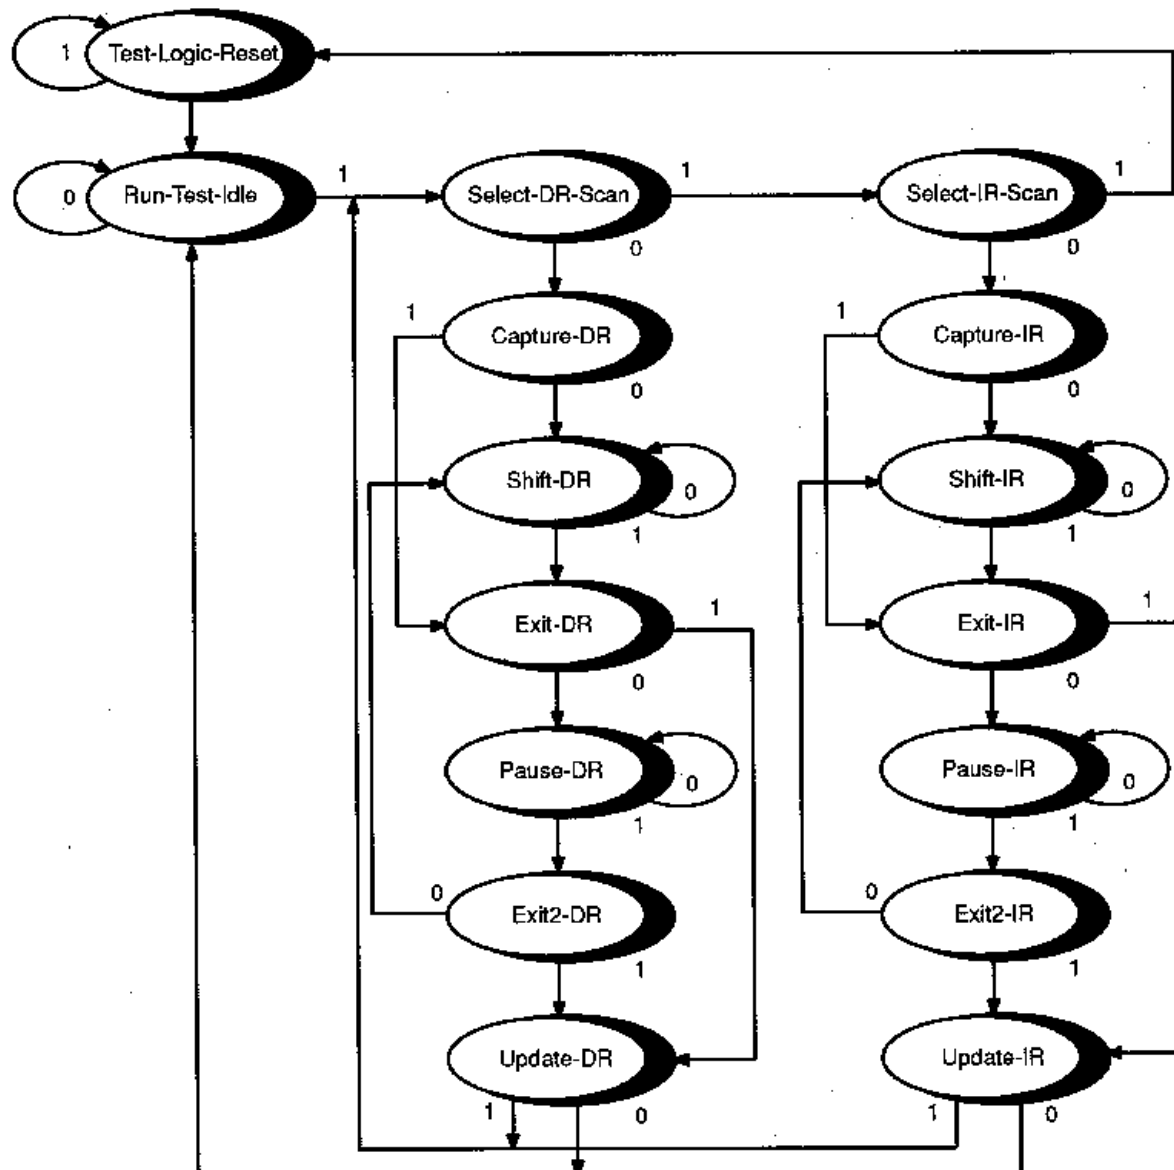 1
Test-Logic-Reset
0
Run-Test-Idle
1
Select-DR-Scan
1
Select-IR-Scan
1
0
0
1
Capture-DR
1
Capture-IR
0
0
Shift-DR
0
Shift-IR
0
1
1
Exit-DR
1
Exit-IR
1
0
0
Pause-DR
0
Pause-IR
0
1
1
0
Exit2-DR
0
Exit2-IR
1
1
Update-DR
Update-IR
1
0
1
0